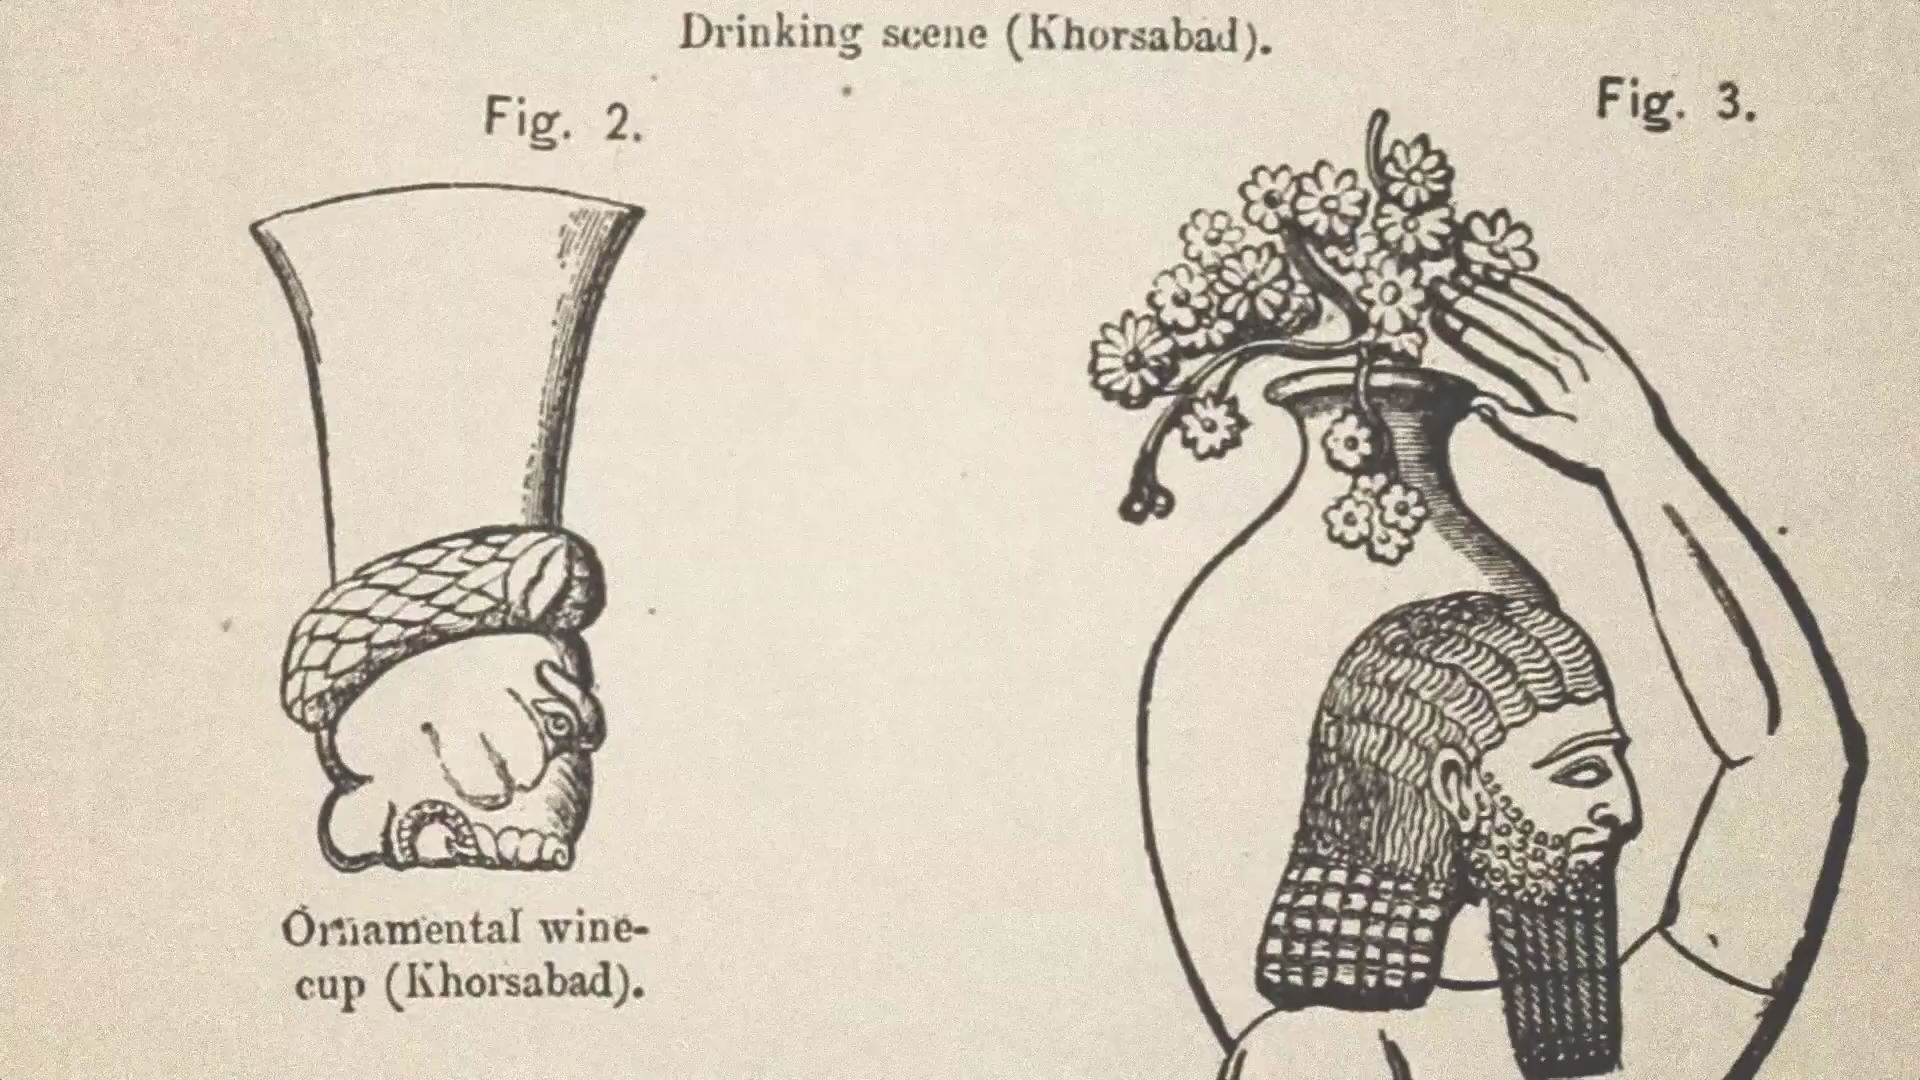 Drinking scene (Khorsabad).
Fig. 2.
Fig. 3.
Ornamental wine-
cup (Khorsabad).